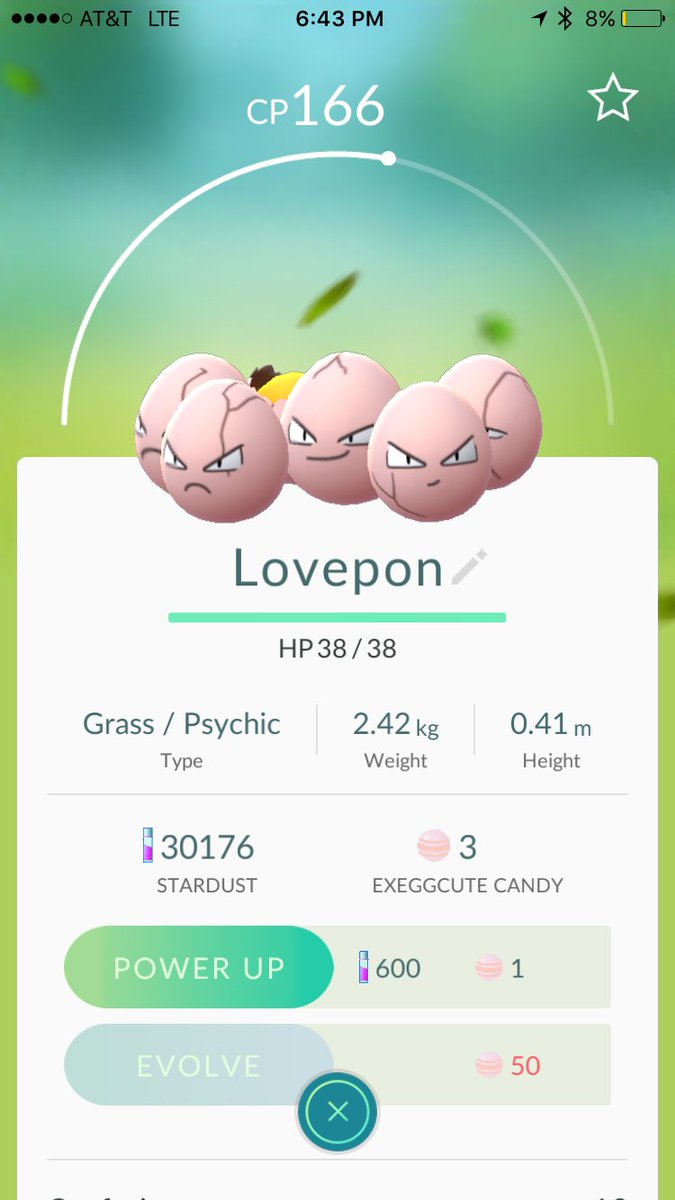 AT&T LTE 6:43 PM 8%
CP166
Lovepon
HP 38 / 38
Grass / Psychic 2.42 kg 0.41 m
Type Weight Height
30176 3
STARDUST EXEGGCUTE CANDY
POWER UP 600 1
EVOLVE 50